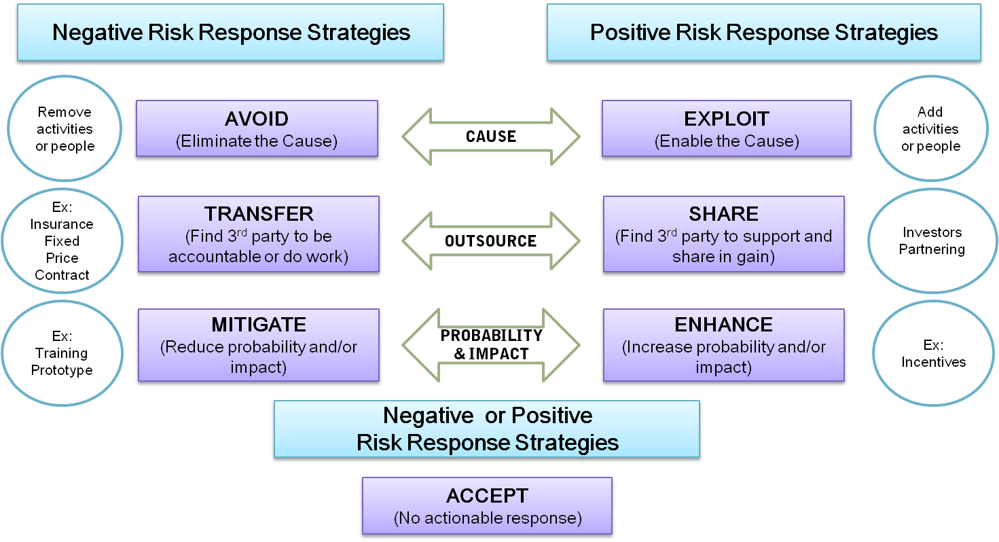 Negative Risk Response Strategies
Positive Risk Response Strategies
Remove
activities
or people
AVOID
(Eliminate the Cause)
CAUSE
EXPLOIT
(Enable the Cause)
Add
activities
or people
Ex:
Insurance
Fixed
Price
Contract
TRANSFER
(Find 3rd party to be
accountable or do work)
OUTSOURCE
SHARE
(Find 3rd party to support and
share in gain)
Investors
Partnering
Ex:
Training
Prototype
MITIGATE
(Reduce probability and/or
impact)
PROBABILITY
& IMPACT
ENHANCE
(Increase probability and/or
impact)
Ex:
Incentives
Negative or Positive
Risk Response Strategies
ACCEPT
(No actionable response)